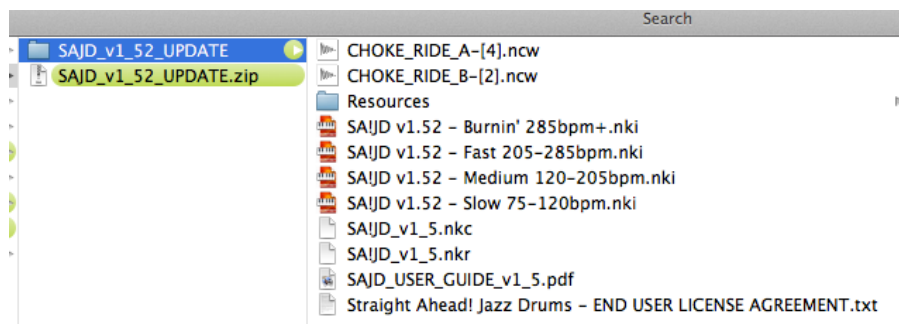 Search
SAJD_v1_52_UPDATE
SAJD_v1_52_UPDATE.zip
CHOKE_RIDE_A-[4].ncw
CHOKE_RIDE_B-[2].ncw
Resources
SA!JD v1.52 – Burnin' 285bpm+.nki
SA!JD v1.52 – Fast 205–285bpm.nki
SA!JD v1.52 – Medium 120–205bpm.nki
SA!JD v1.52 – Slow 75–120bpm.nki
SA!JD_v1_5.nkc
SA!JD_v1_5.nkr
SAJD_USER_GUIDE_v1_5.pdf
Straight Ahead! Jazz Drums – END USER LICENSE AGREEMENT.txt